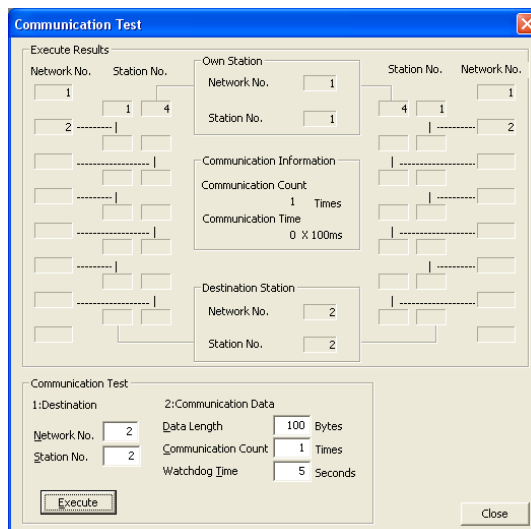 Communication Test
Execute Results
Network No. Station No.
1
1 4
2
Own Station
Network No. 1
Station No. 1
Communication Information
Communication Count
1 Times
Communication Time
0 X 100ms
Destination Station
Network No. 2
Station No. 2
Station No. Network No.
1
4 1
2
Communication Test
1:Destination
Network No. 2
Station No. 2
2:Communication Data
Data Length 100 Bytes
Communication Count 1 Times
Watchdog Time 5 Seconds
Execute
Close